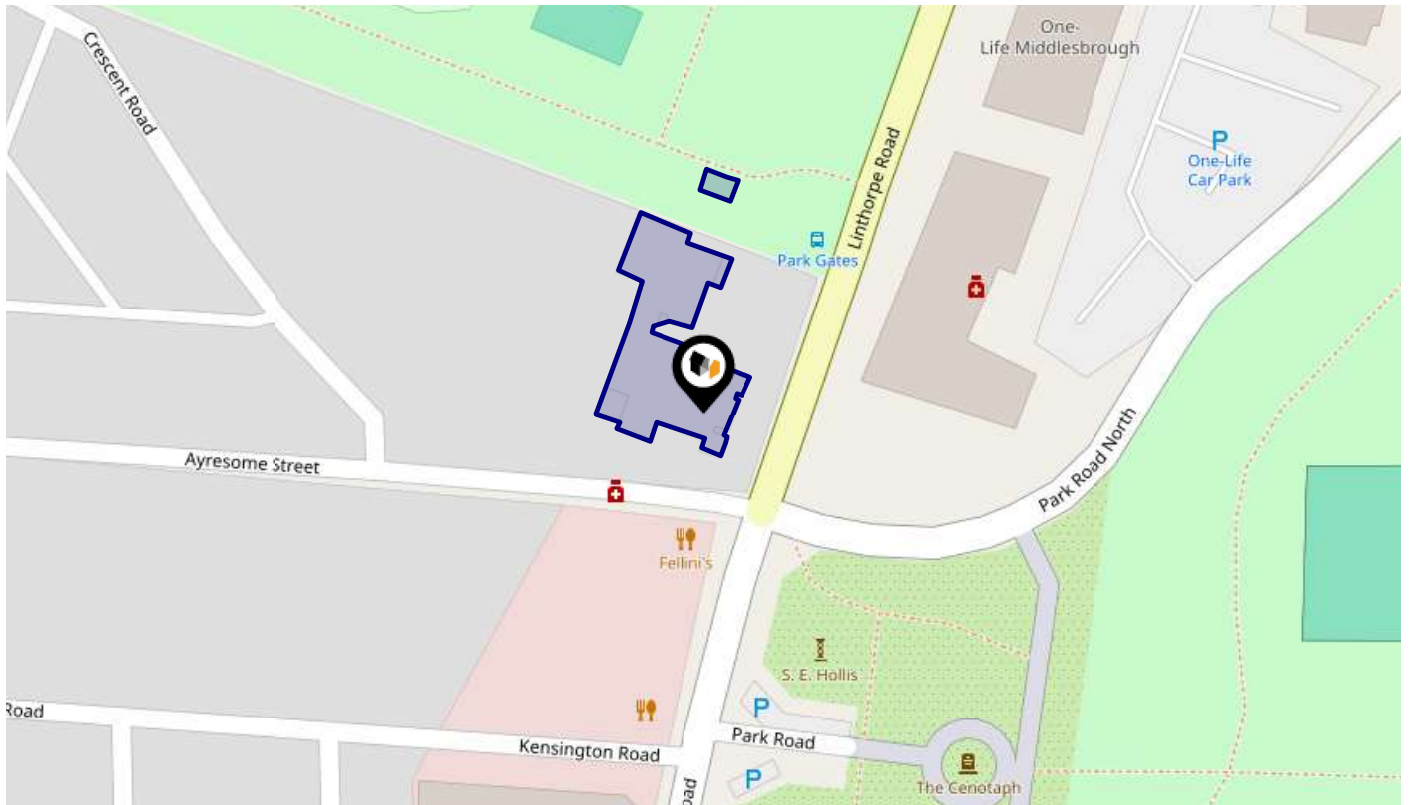 One-
Life Middlesbrough
Crescent Road
Linthorpe Road
P
One-Life
Car Park
Park Gates
Park Road North
Ayresome Street
Fellini's
S. E. Hollis
Road
P
Park Road
Kensington Road
P
The Cenotaph
oad